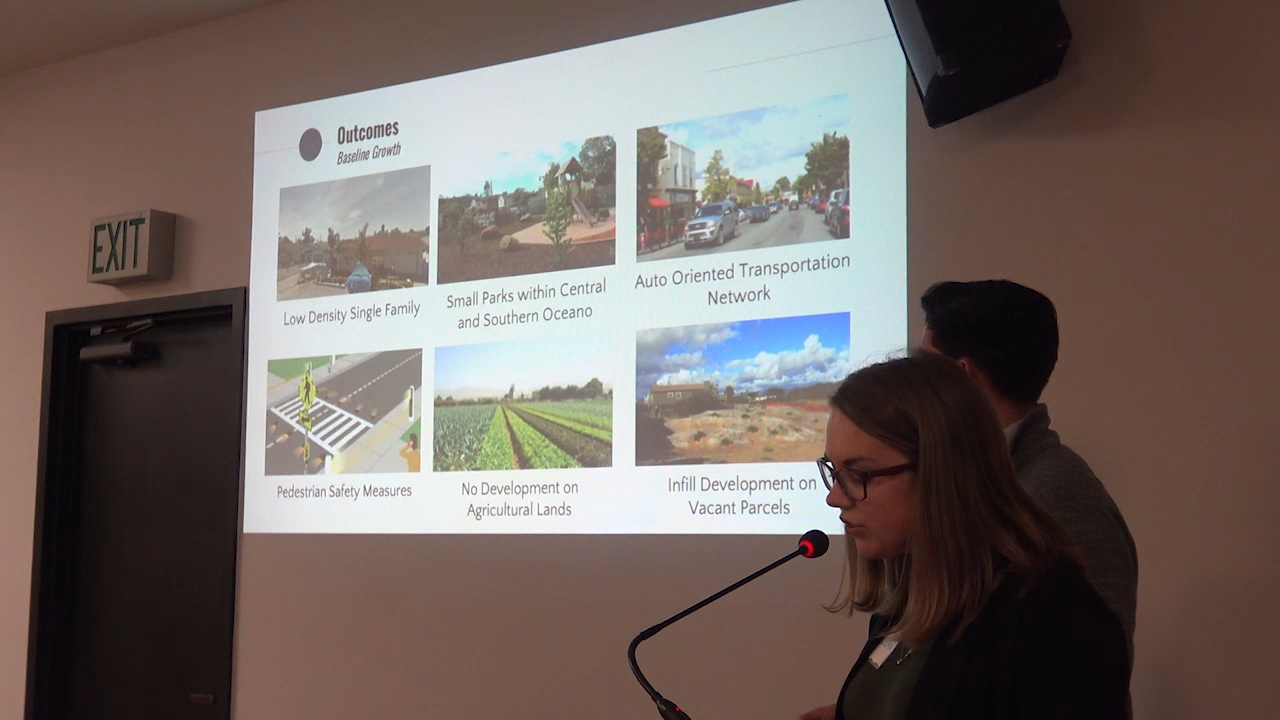 EXIT
Outcomes
Baseline Growth
Low Density Single Family
Small Parks within Central
and Southern Oceano
Auto Oriented Transportation
Network
Pedestrian Safety Measures
No Development on
Agricultural Lands
Infill Development on
Vacant Parcels